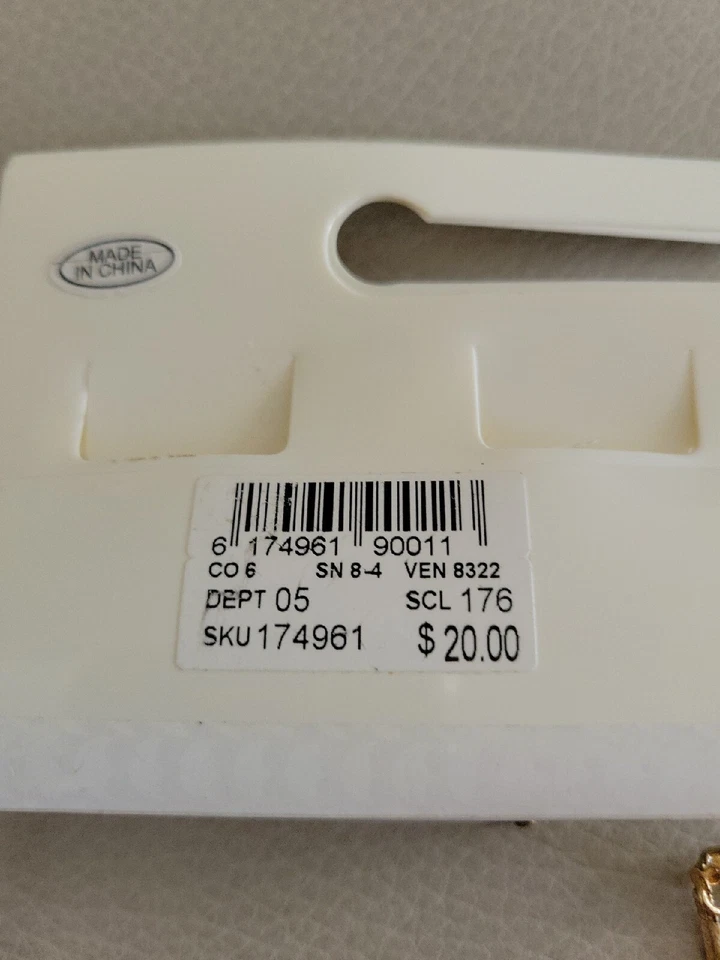 MADE
IN CHINA
6 174961 90011
CO 6 SN 8-4 VEN 8322
DEPT 05 SCL 176
SKU 174961 $ 20.00